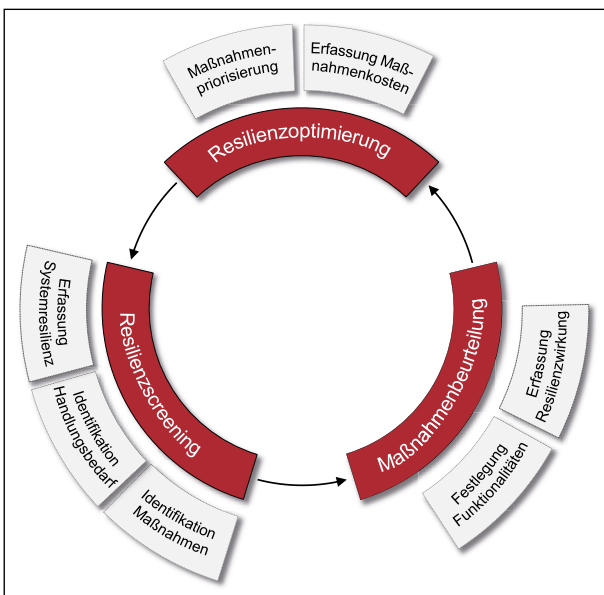 Maßnahmen-
priorisierung
Erfassung Maß-
nahmenkosten
Resilienzoptimierung
Erfassung
Systemresilienz
Resilienzscreening
Identifikation
Handlungsbedarf
Identifikation
Maßnahmen
Maßnahmenbeurteilung
Erfassung
Resilienzwirkung
Festlegung
Funktionalitäten